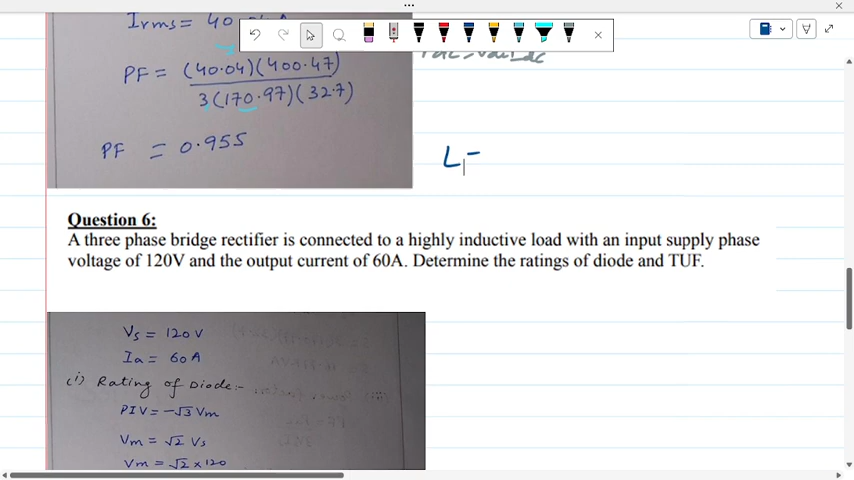 Irms = 40
PF = (40.04)(400.47)
3(170.97)(32.7)
PF = 0.955
L-
Question 6:
A three phase bridge rectifier is connected to a highly inductive load with an input supply phase
voltage of 120V and the output current of 60A. Determine the ratings of diode and TUF.
Vs = 120 V
Ia = 60 A
(i) Rating of Diode:-
PIV = -√3 Vm
Vm = √2 Vs
Vm = √2 x 120